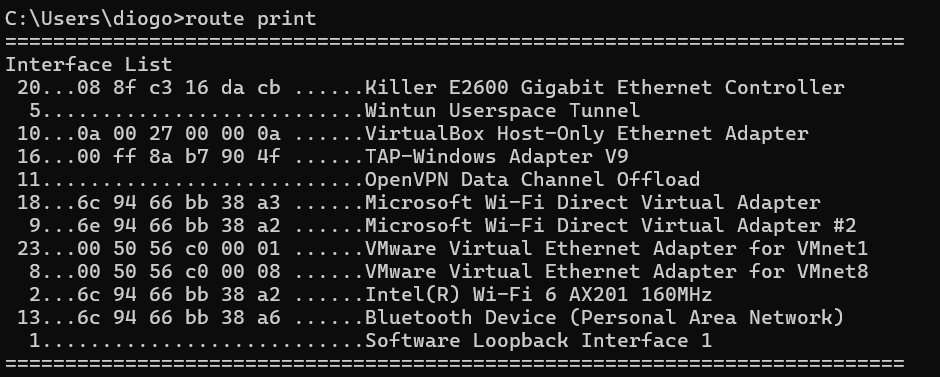 C:\Users\diogo>route print
===========================================================================
Interface List
 20...08 8f c3 16 da cb ......Killer E2600 Gigabit Ethernet Controller
  5...........................Wintun Userspace Tunnel
 10...0a 00 27 00 00 0a ......VirtualBox Host-Only Ethernet Adapter
 16...00 ff 8a b7 90 4f ......TAP-Windows Adapter V9
 11...........................OpenVPN Data Channel Offload
 18...6c 94 66 bb 38 a3 ......Microsoft Wi-Fi Direct Virtual Adapter
  9...6e 94 66 bb 38 a2 ......Microsoft Wi-Fi Direct Virtual Adapter #2
 23...00 50 56 c0 00 01 ......VMware Virtual Ethernet Adapter for VMnet1
  8...00 50 56 c0 00 08 ......VMware Virtual Ethernet Adapter for VMnet8
  2...6c 94 66 bb 38 a2 ......Intel(R) Wi-Fi 6 AX201 160MHz
 13...6c 94 66 bb 38 a6 ......Bluetooth Device (Personal Area Network)
  1...........................Software Loopback Interface 1
===========================================================================